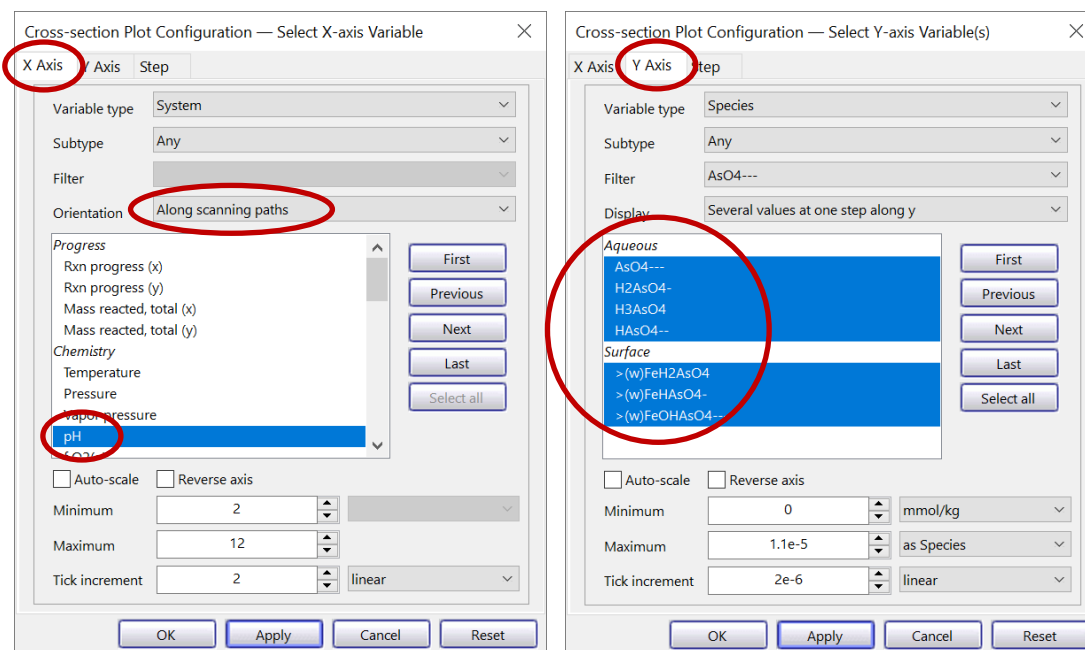 Cross-section Plot Configuration — Select X-axis Variable
X Axis Y Axis Step
Variable type System
Subtype Any
Filter
Orientation Along scanning paths
Progress
Rxn progress (x)
Rxn progress (y)
Mass reacted, total (x)
Mass reacted, total (y)
Chemistry
Temperature
Pressure
Vapor pressure
pH
First
Previous
Next
Last
Select all
Auto-scale Reverse axis
Minimum 2
Maximum 12
Tick increment 2 linear
OK Apply Cancel Reset
Cross-section Plot Configuration — Select Y-axis Variable(s)
X Axis Y Axis Step
Variable type Species
Subtype Any
Filter AsO4---
Display Several values at one step along y
Aqueous
AsO4---
H2AsO4-
H3AsO4
HAsO4--
Surface
>(w)FeH2AsO4
>(w)FeHAsO4-
>(w)FeOHAsO4---
First
Previous
Next
Last
Select all
Auto-scale Reverse axis
Minimum 0 mmol/kg
Maximum 1.1e-5 as Species
Tick increment 2e-6 linear
OK Apply Cancel Reset